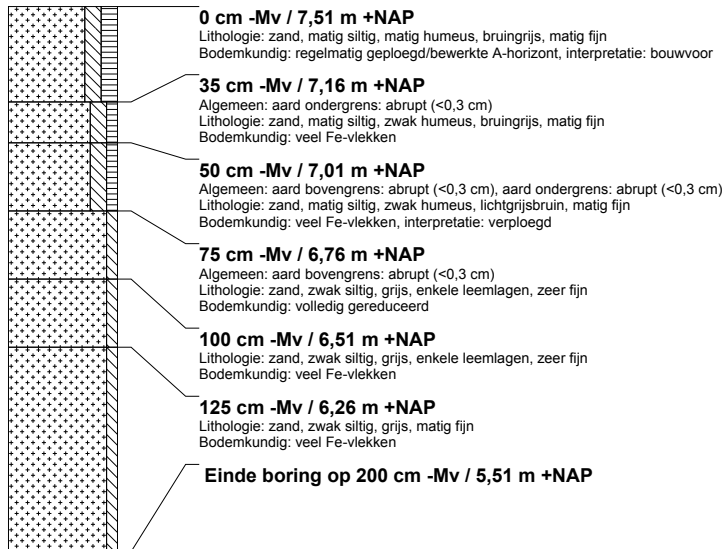 0 cm -Mv / 7,51 m +NAP
Lithologie: zand, matig siltig, matig humeus, bruingrijs, matig fijn
Bodemkundig: regelmatig geploegd/bewerkte A-horizont, interpretatie: bouwvoor
35 cm -Mv / 7,16 m +NAP
Algemeen: aard ondergrens: abrupt (<0,3 cm)
Lithologie: zand, matig siltig, zwak humeus, bruingrijs, matig fijn
Bodemkundig: veel Fe-vlekken
50 cm -Mv / 7,01 m +NAP
Algemeen: aard bovengrens: abrupt (<0,3 cm), aard ondergrens: abrupt (<0,3 cm)
Lithologie: zand, matig siltig, zwak humeus, lichtgrijsbruin, matig fijn
Bodemkundig: veel Fe-vlekken, interpretatie: verploegd
75 cm -Mv / 6,76 m +NAP
Algemeen: aard bovengrens: abrupt (<0,3 cm)
Lithologie: zand, zwak siltig, grijs, enkele leemlagen, zeer fijn
Bodemkundig: volledig gereduceerd
100 cm -Mv / 6,51 m +NAP
Lithologie: zand, zwak siltig, grijs, enkele leemlagen, zeer fijn
Bodemkundig: veel Fe-vlekken
125 cm -Mv / 6,26 m +NAP
Lithologie: zand, zwak siltig, grijs, matig fijn
Bodemkundig: veel Fe-vlekken
Einde boring op 200 cm -Mv / 5,51 m +NAP